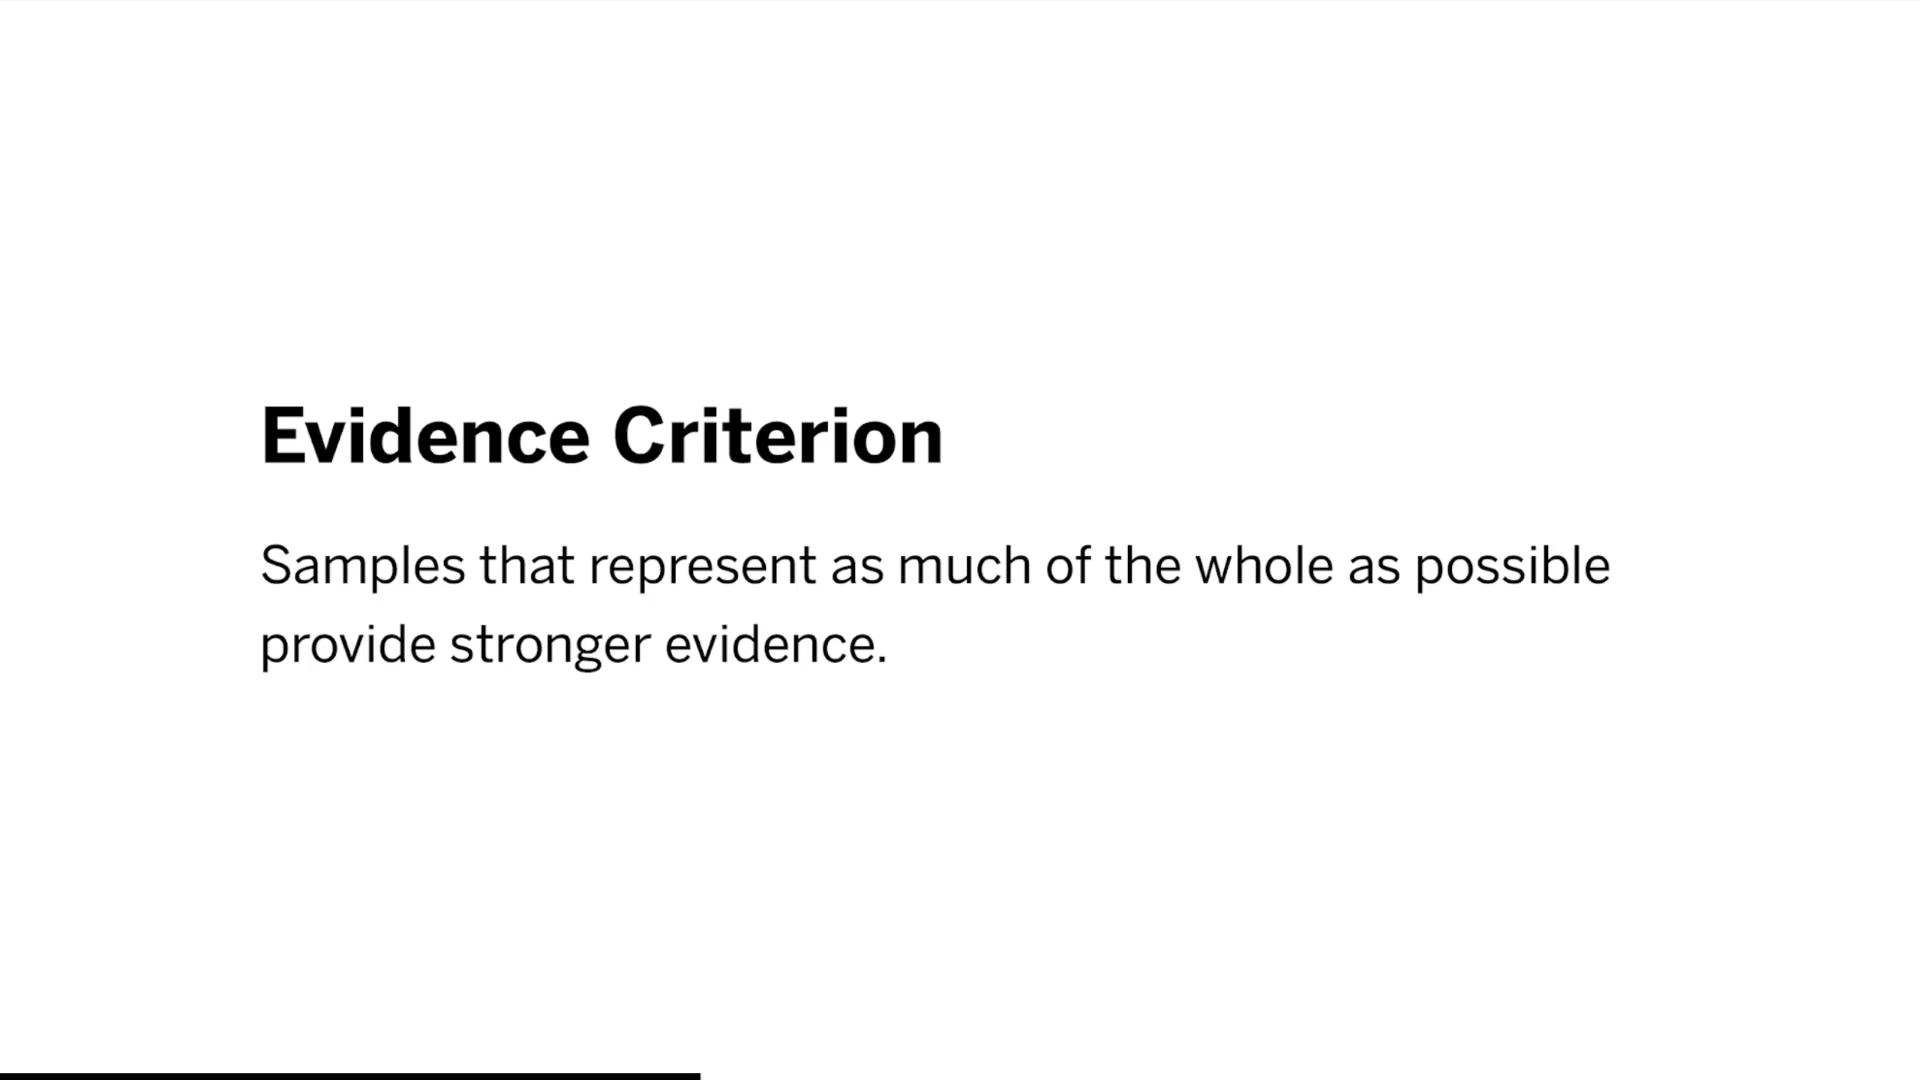 Evidence Criterion
Samples that represent as much of the whole as possible
provide stronger evidence.